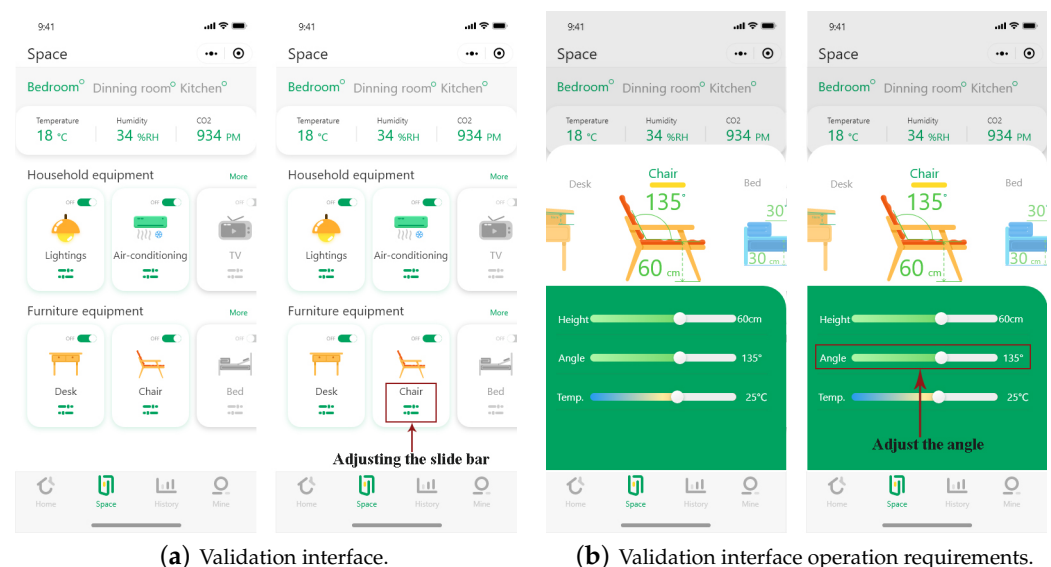 9:41
Space
Bedroom° Dinning room° Kitchen°
Temperature Humidity CO2
18 °C 34 %RH 934 PM
Household equipment More
OFF OFF OFF
Lightings Air-conditioning TV
Furniture equipment More
OFF OFF OFF
Desk Chair Bed
Home Space History Mine
9:41
Space
Bedroom° Dinning room° Kitchen°
Temperature Humidity CO2
18 °C 34 %RH 934 PM
Household equipment More
OFF OFF OFF
Lightings Air-conditioning TV
Furniture equipment More
OFF OFF OFF
Desk Chair Bed
Adjusting the slide bar
Home Space History Mine
(a) Validation interface.
9:41
Space
Bedroom° Dinning room° Kitchen°
Temperature Humidity CO2
18 °C 34 %RH 934 PM
Desk Chair Bed
135° 30°
60 cm 30 cm
Height 60cm
Angle 135°
Temp. 25°C
Home Space History Mine
9:41
Space
Bedroom° Dinning room° Kitchen°
Temperature Humidity CO2
18 °C 34 %RH 934 PM
Desk Chair Bed
135° 30°
60 cm 30 cm
Height 60cm
Angle 135°
Temp. 25°C
Adjust the angle
Home Space History Mine
(b) Validation interface operation requirements.